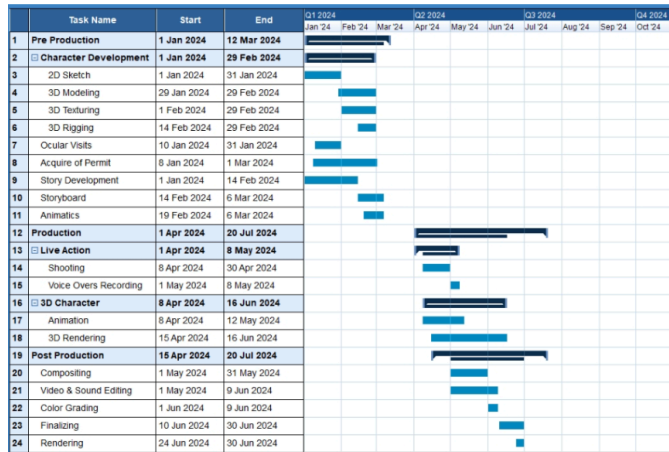 Task Name Start End Q1 2024 Q2 2024 Q3 2024 Q4 2024
Jan '24 Feb '24 Mar '24 Apr '24 May '24 Jun '24 Jul '24 Aug '24 Sep '24 Oct '24
1 Pre Production 1 Jan 2024 12 Mar 2024
2 Character Development 1 Jan 2024 29 Feb 2024
3 2D Sketch 1 Jan 2024 31 Jan 2024
4 3D Modeling 29 Jan 2024 29 Feb 2024
5 3D Texturing 1 Feb 2024 29 Feb 2024
6 3D Rigging 14 Feb 2024 29 Feb 2024
7 Ocular Visits 10 Jan 2024 31 Jan 2024
8 Acquire of Permit 8 Jan 2024 1 Mar 2024
9 Story Development 1 Jan 2024 14 Feb 2024
10 Storyboard 14 Feb 2024 6 Mar 2024
11 Animatics 19 Feb 2024 6 Mar 2024
12 Production 1 Apr 2024 20 Jul 2024
13 Live Action 1 Apr 2024 8 May 2024
14 Shooting 8 Apr 2024 30 Apr 2024
15 Voice Overs Recording 1 May 2024 8 May 2024
16 3D Character 8 Apr 2024 16 Jun 2024
17 Animation 8 Apr 2024 12 May 2024
18 3D Rendering 15 Apr 2024 16 Jun 2024
19 Post Production 15 Apr 2024 20 Jul 2024
20 Compositing 1 May 2024 31 May 2024
21 Video & Sound Editing 1 May 2024 9 Jun 2024
22 Color Grading 1 Jun 2024 9 Jun 2024
23 Finalizing 10 Jun 2024 30 Jun 2024
24 Rendering 24 Jun 2024 30 Jun 2024